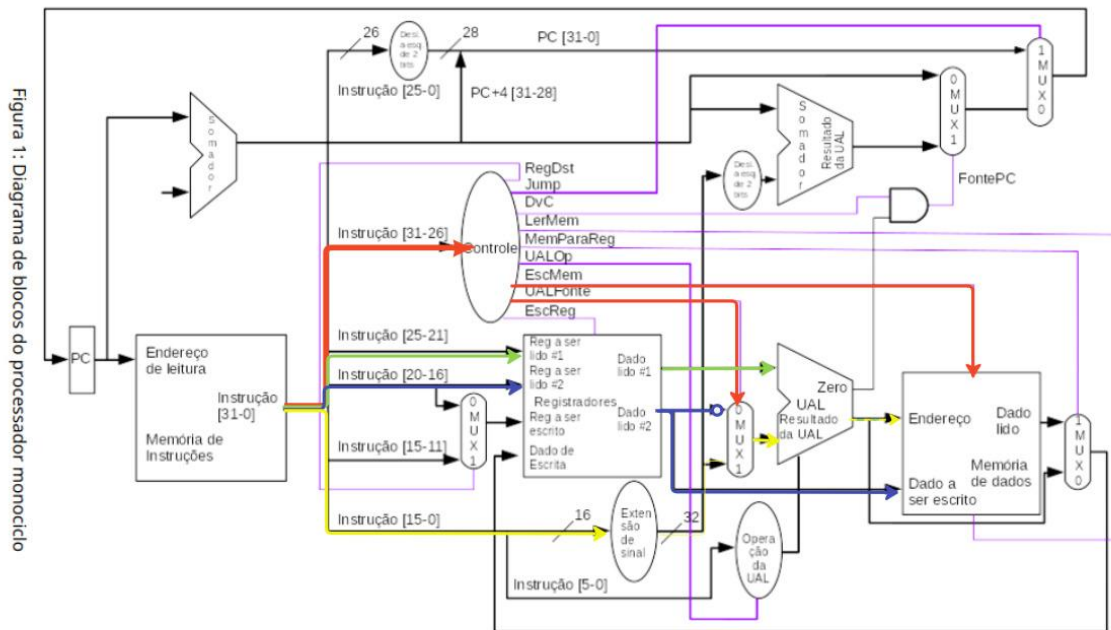 Figura 1: Diagrama de blocos do processador monociclo
26
Desl.
a esq
de 2
bits
28
PC [31-0]
1
M
U
X
0
Instrução [25-0]
PC+4 [31-28]
0
M
U
X
1
S
o
m
a
d
o
r
S
o
m
a
d
o
r
Resultado
da UAL
Desl.
a esq
de 2
bits
FontePC
RegDst
Jump
DvC
LerMem
MemParaReg
UALOp
EscMem
UALFonte
EscReg
Controle
Instrução [31-26]
PC
Endereço
de leitura
Instrução
[31-0]
Memória de
Instruções
Instrução [25-21]
Instrução [20-16]
Instrução [15-11]
Instrução [15-0]
0
M
U
X
1
Reg a ser
lido #1
Reg a ser
lido #2
Registradores
Reg a ser
escrito
Dado de
Escrita
Dado
lido #1
Dado
lido #2
0
M
U
X
1
Zero
UAL
Resultado
da UAL
Endereço
Dado
lido
Memória
de dados
Dado a
ser escrito
1
M
U
X
0
16
Exten
são
de
sinal
32
Opera
ção
da
UAL
Instrução [5-0]